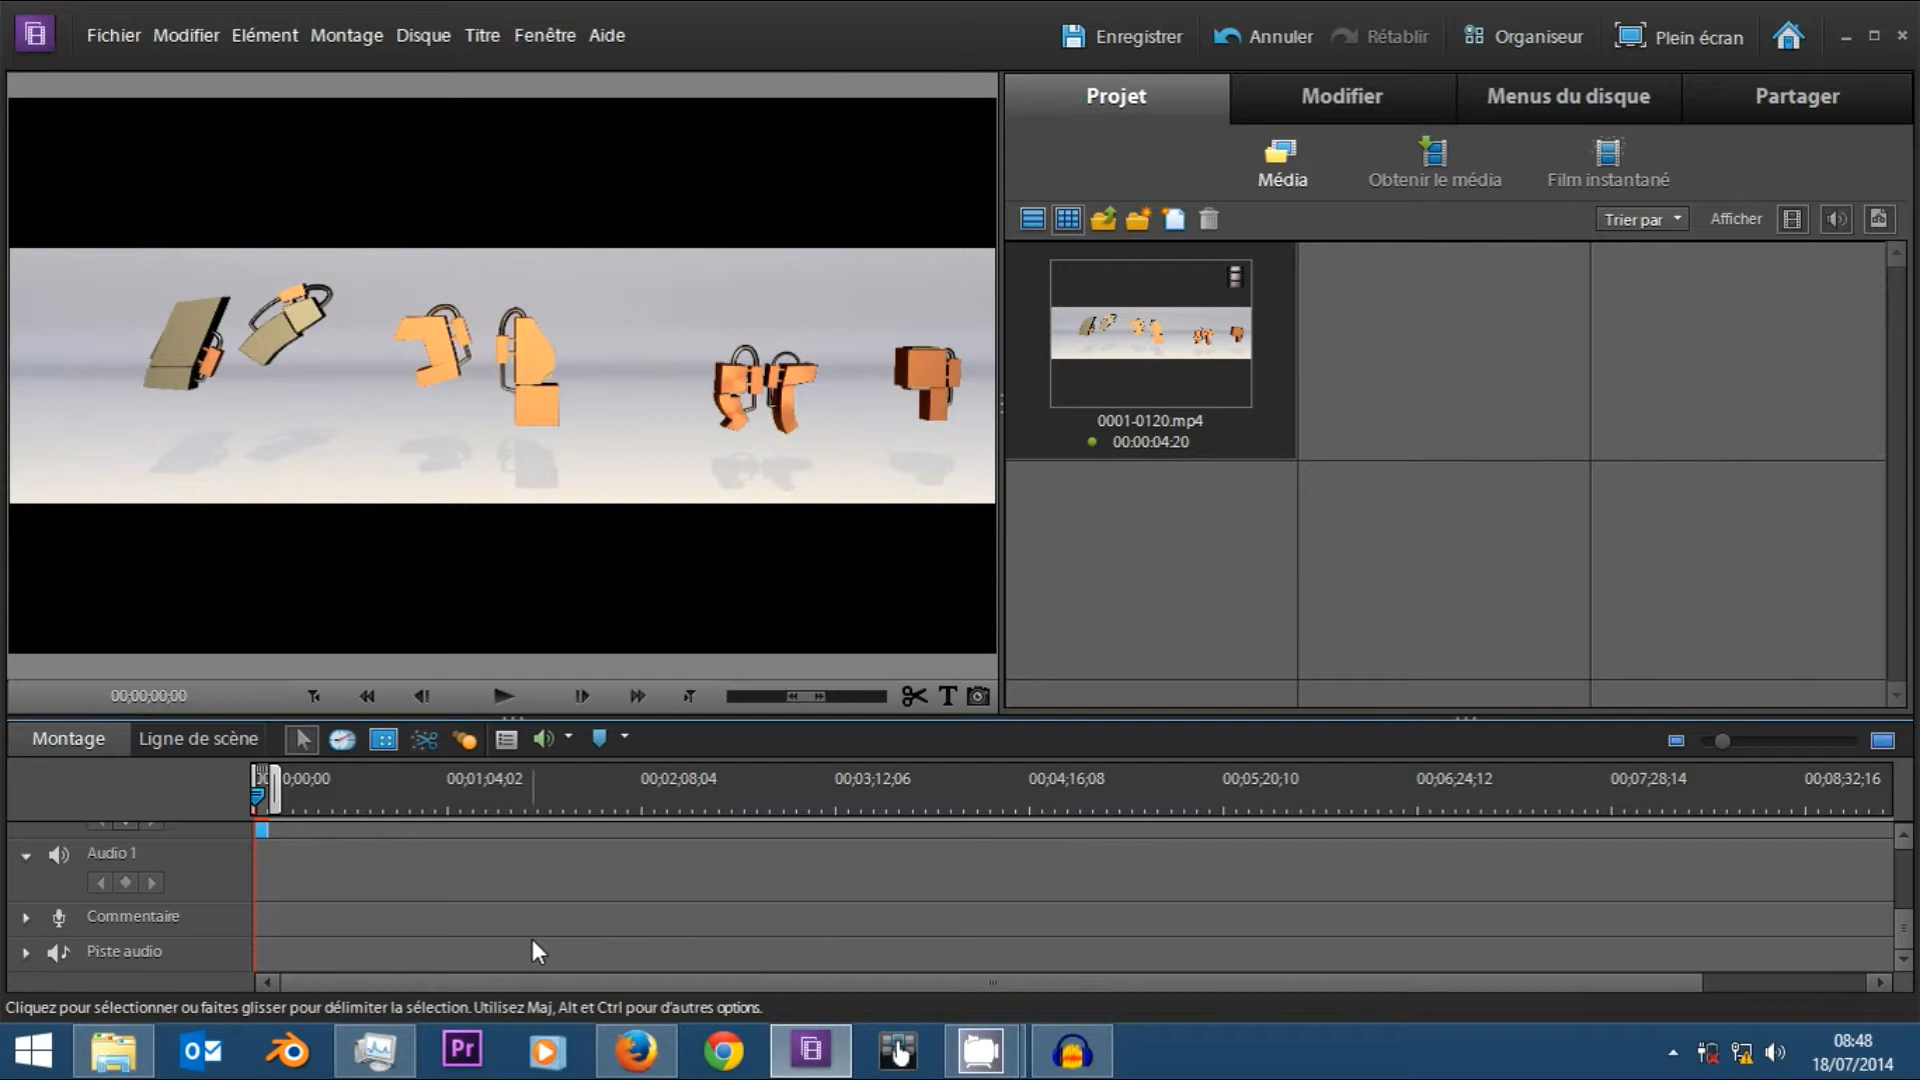 Fichier Modifier Elément Montage Disque Titre Fenêtre Aide
Enregistrer Annuler Rétablir Organiseur Plein écran
Projet Modifier Menus du disque Partager
Média Obtenir le média Film instantané
Trier par Afficher
0001-0120.mp4
00:00:04:20
00;00;00;00
Montage Ligne de scène
0;00;00 00;01;04;02 00;02;08;04 00;03;12;06 00;04;16;08 00;05;20;10 00;06;24;12 00;07;28;14 00;08;32;16
Audio 1
Commentaire
Piste audio
Cliquez pour sélectionner ou faites glisser pour délimiter la sélection. Utilisez Maj, Alt et Ctrl pour d'autres options.
Pr
08:48
18/07/2014